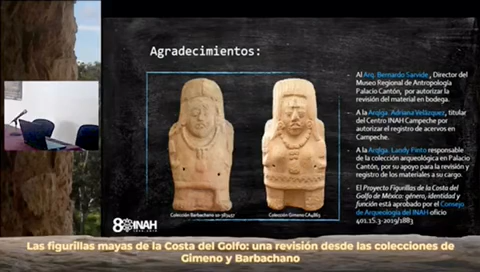 Agradecimientos:
Al Arq. Bernardo Sarvide, Director del
Museo Regional de Antropología
Palacio Cantón, por autorizar la
revisión del material en bodega.
A la Arqlga. Adriana Velázquez, titular
del Centro INAH Campeche por
autorizar el registro de acervos en
Campeche.
A la Arqlga. Landy Pinto responsable
de la colección arqueológica en Palacio
Cantón, por su apoyo para la revisión y
registro de los materiales a su cargo.
El Proyecto Figurillas de la Costa del
Golfo de México: género, identidad y
función está aprobado por el Consejo
de Arqueología del INAH oficio
401.1S.3-2019/1883
Colección Barbachano
Colección Gimeno
INAH
Las figurillas mayas de la Costa del Golfo: una revisión desde las colecciones de
Gimeno y Barbachano